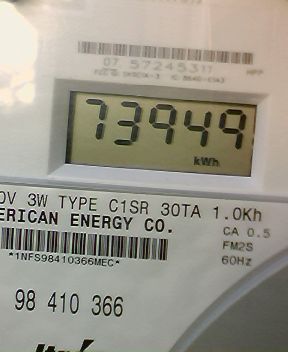 07 57245311
73949
kWh
0V 3W TYPE C1SR 30TA 1.0Kh
ERICAN ENERGY CO.
CA 0.5
FM2S
*1NFS98410366MEC*
60Hz
98 410 366